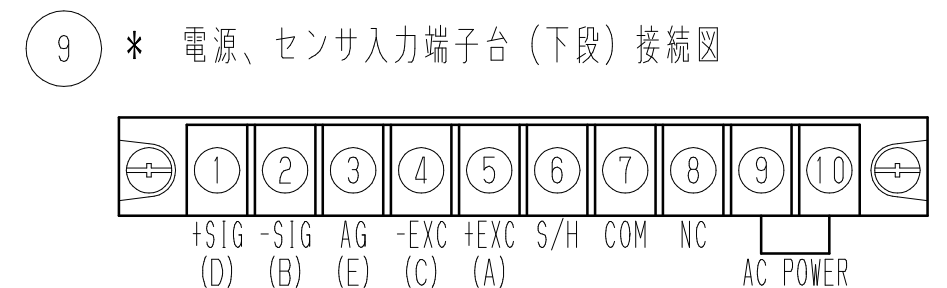 9 * 電源、センサ入力端子台(下段)接続図
1 2 3 4 5 6 7 8 9 10
+SIG -SIG AG -EXC +EXC S/H COM NC
(D) (B) (E) (C) (A) AC POWER